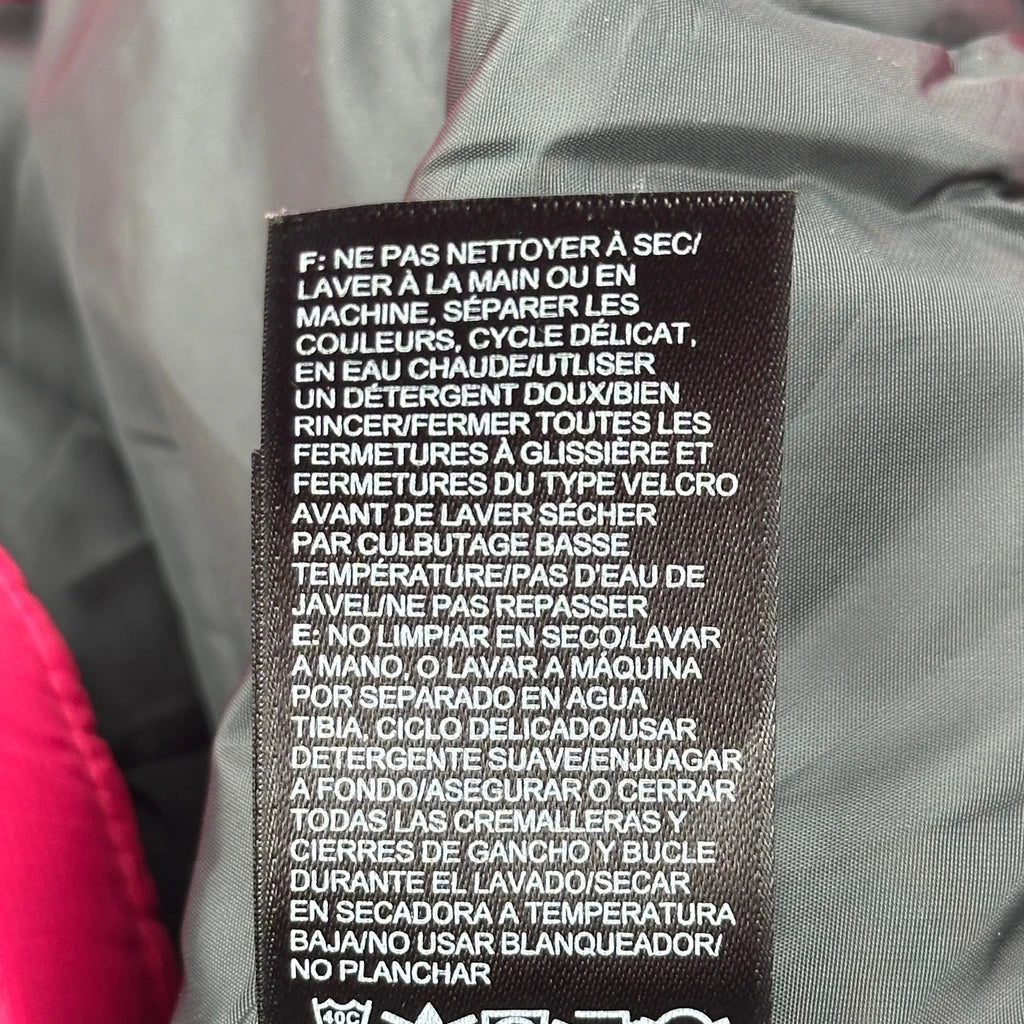 F: NE PAS NETTOYER À SEC/
LAVER À LA MAIN OU EN
MACHINE, SÉPARER LES
COULEURS, CYCLE DÉLICAT,
EN EAU CHAUDE/UTLISER
UN DÉTERGENT DOUX/BIEN
RINCER/FERMER TOUTES LES
FERMETURES À GLISSIÈRE ET
FERMETURES DU TYPE VELCRO
AVANT DE LAVER SÉCHER
PAR CULBUTAGE BASSE
TEMPÉRATURE/PAS D'EAU DE
JAVEL/NE PAS REPASSER
E: NO LIMPIAR EN SECO/LAVAR
A MANO, O LAVAR A MÁQUINA
POR SEPARADO EN AGUA
TIBIA, CICLO DELICADO/USAR
DETERGENTE SUAVE/ENJUAGAR
A FONDO/ASEGURAR O CERRAR
TODAS LAS CREMALLERAS Y
CIERRES DE GANCHO Y BUCLE
DURANTE EL LAVADO/SECAR
EN SECADORA A TEMPERATURA
BAJA/NO USAR BLANQUEADOR/
NO PLANCHAR
40C